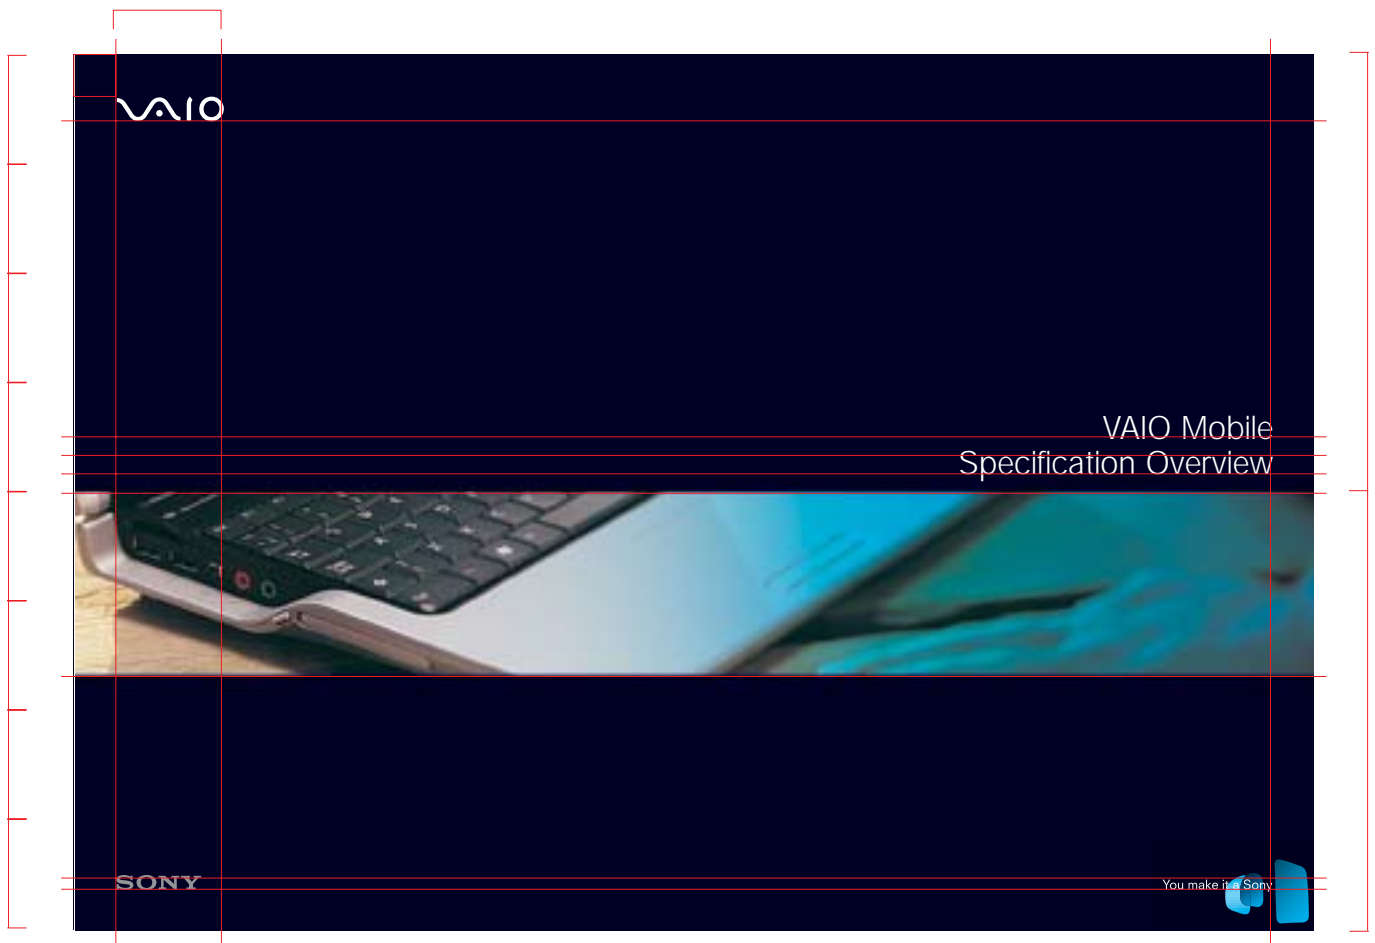 VAIO
VAIO Mobile
Specification Overview
SONY
You make it a Sony